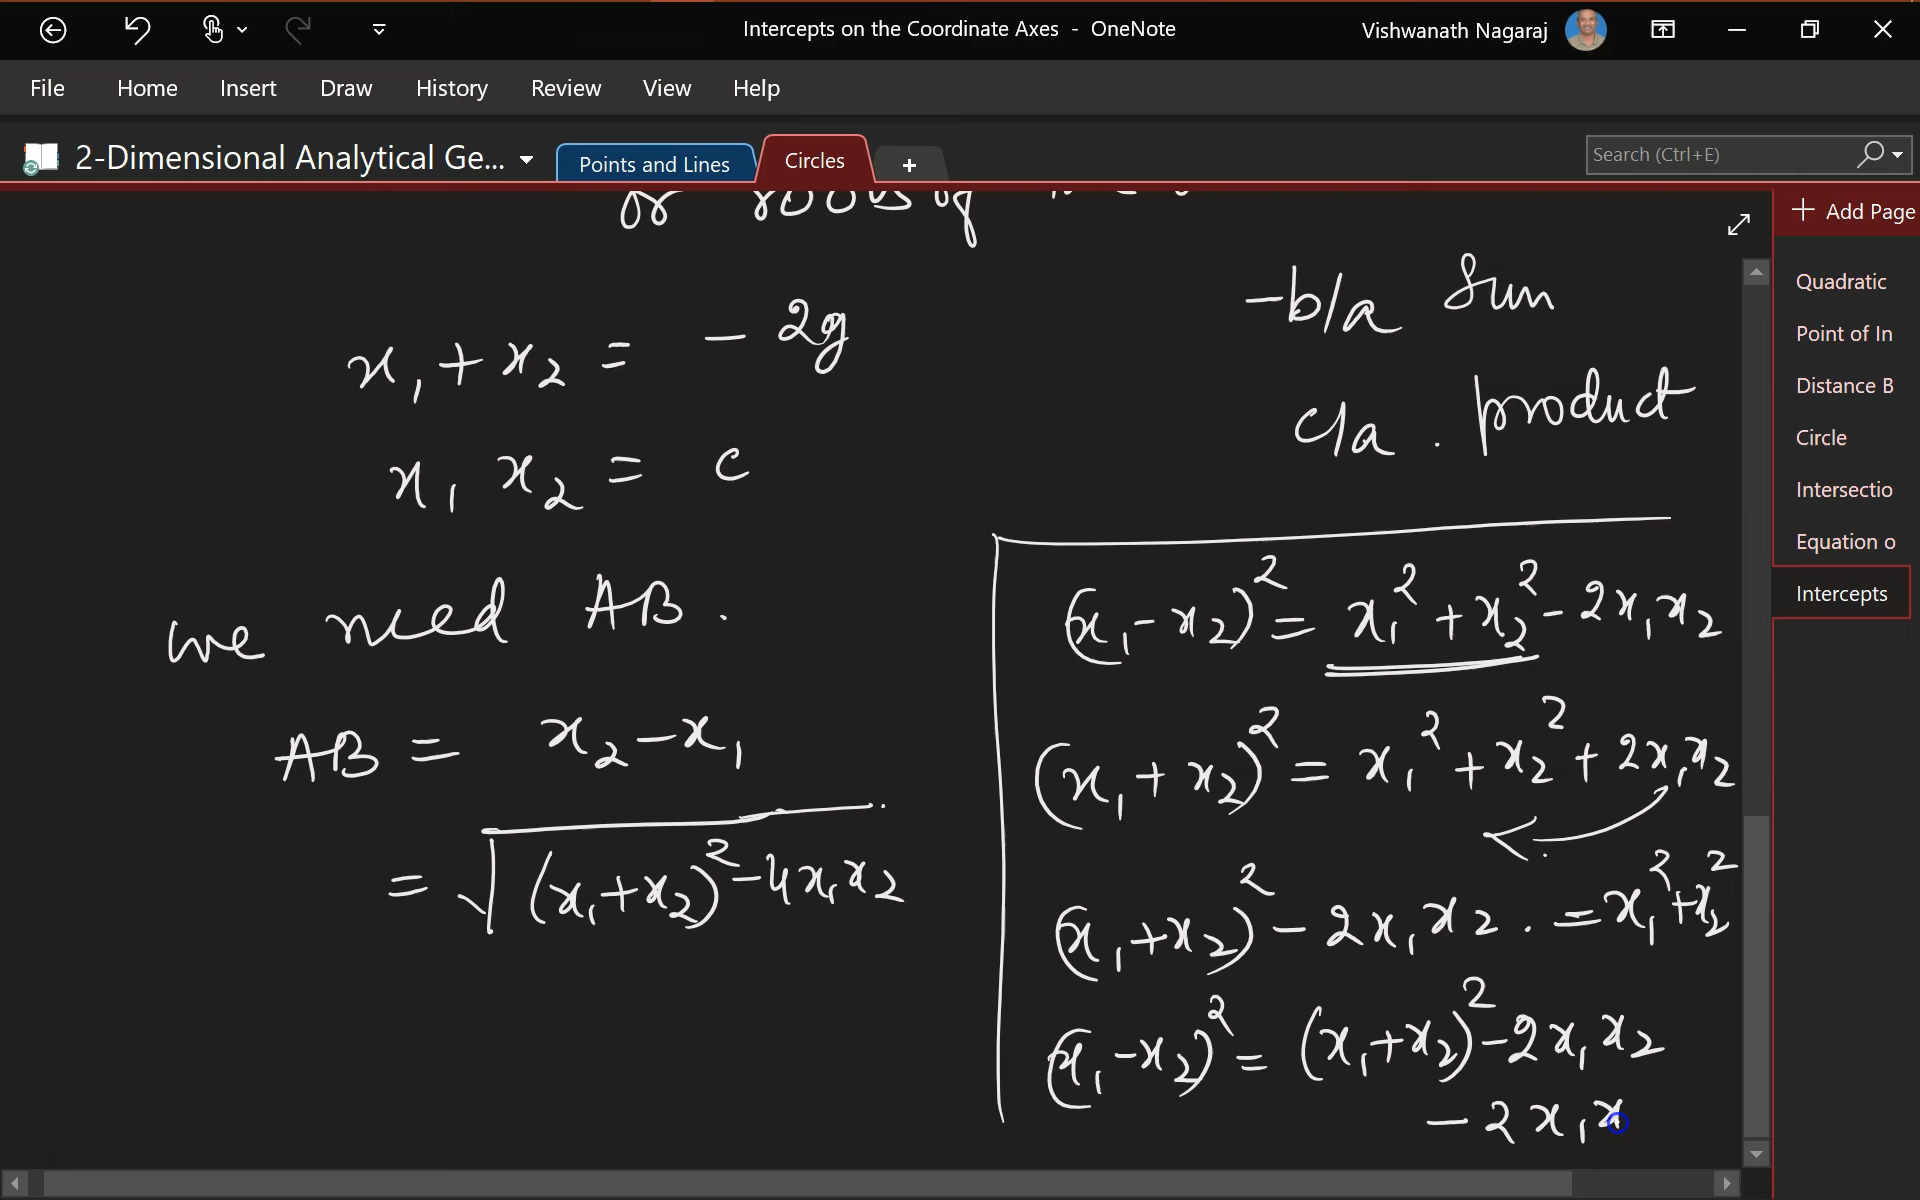 Intercepts on the Coordinate Axes - OneNote
Vishwanath Nagaraj
File Home Insert Draw History Review View Help
2-Dimensional Analytical Ge...
Points and Lines
Circles
+
Search (Ctrl+E)
+ Add Page
Quadratic
Point of In
Distance B
Circle
Intersectio
Equation o
Intercepts
or roots of
x₁ + x₂ = - 2g
x₁ x₂ = c
we need AB.
AB = x₂ - x₁
= √((x₁+x₂)² - 4x₁x₂)
-b/a Sum
c/a . product
(x₁ - x₂)² = x₁² + x₂² - 2x₁x₂
(x₁ + x₂)² = x₁² + x₂² + 2x₁x₂
(x₁+x₂)² - 2x₁x₂ . = x₁²+x₂²
(x₁-x₂)² = (x₁+x₂)² - 2x₁x₂
- 2x₁x